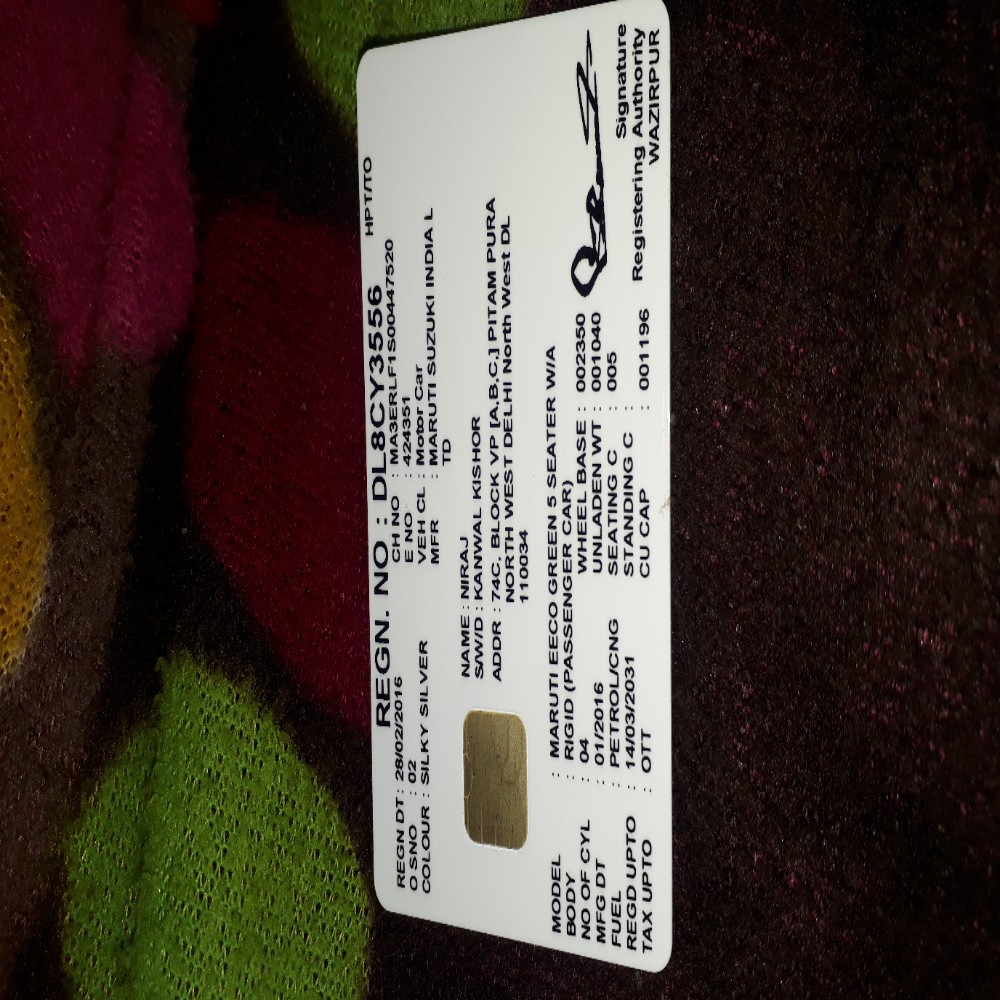 REGN. NO : DL8CY3556 HPT/TO
REGN DT : 28/02/2016 CH NO : MA3ERLF1S00447520
O SNO : 02 E NO : 424351
COLOUR : SILKY SILVER VEH CL : Motor Car
MFR : MARUTI SUZUKI INDIA L
TD
NAME : NIRAJ
S/W/D : KANWAL KISHOR
ADDR : 74C, BLOCK VP [A,B,C,] PITAM PURA
NORTH WEST DELHI North West DL
110034
MODEL : MARUTI EECO GREEN 5 SEATER W/A
BODY : RIGID (PASSENGER CAR)
NO OF CYL : 04 WHEEL BASE : 002350
MFG DT : 01/2016 UNLADEN WT : 001040
FUEL : PETROL/CNG SEATING C : 005 Signature
REGD UPTO : 14/03/2031 STANDING C : Registering Authority
TAX UPTO : OTT CU CAP : 001196 WAZIRPUR